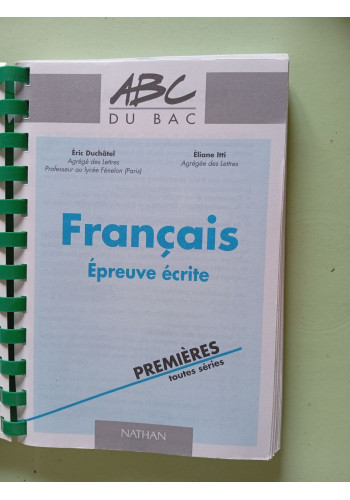 ABC
DU BAC
Éric Duchâtel
Agrégé des Lettres
Professeur au lycée Fénelon (Paris)
Éliane Itti
Agrégée des Lettres
Français
Épreuve écrite
PREMIÈRES
toutes séries
NATHAN